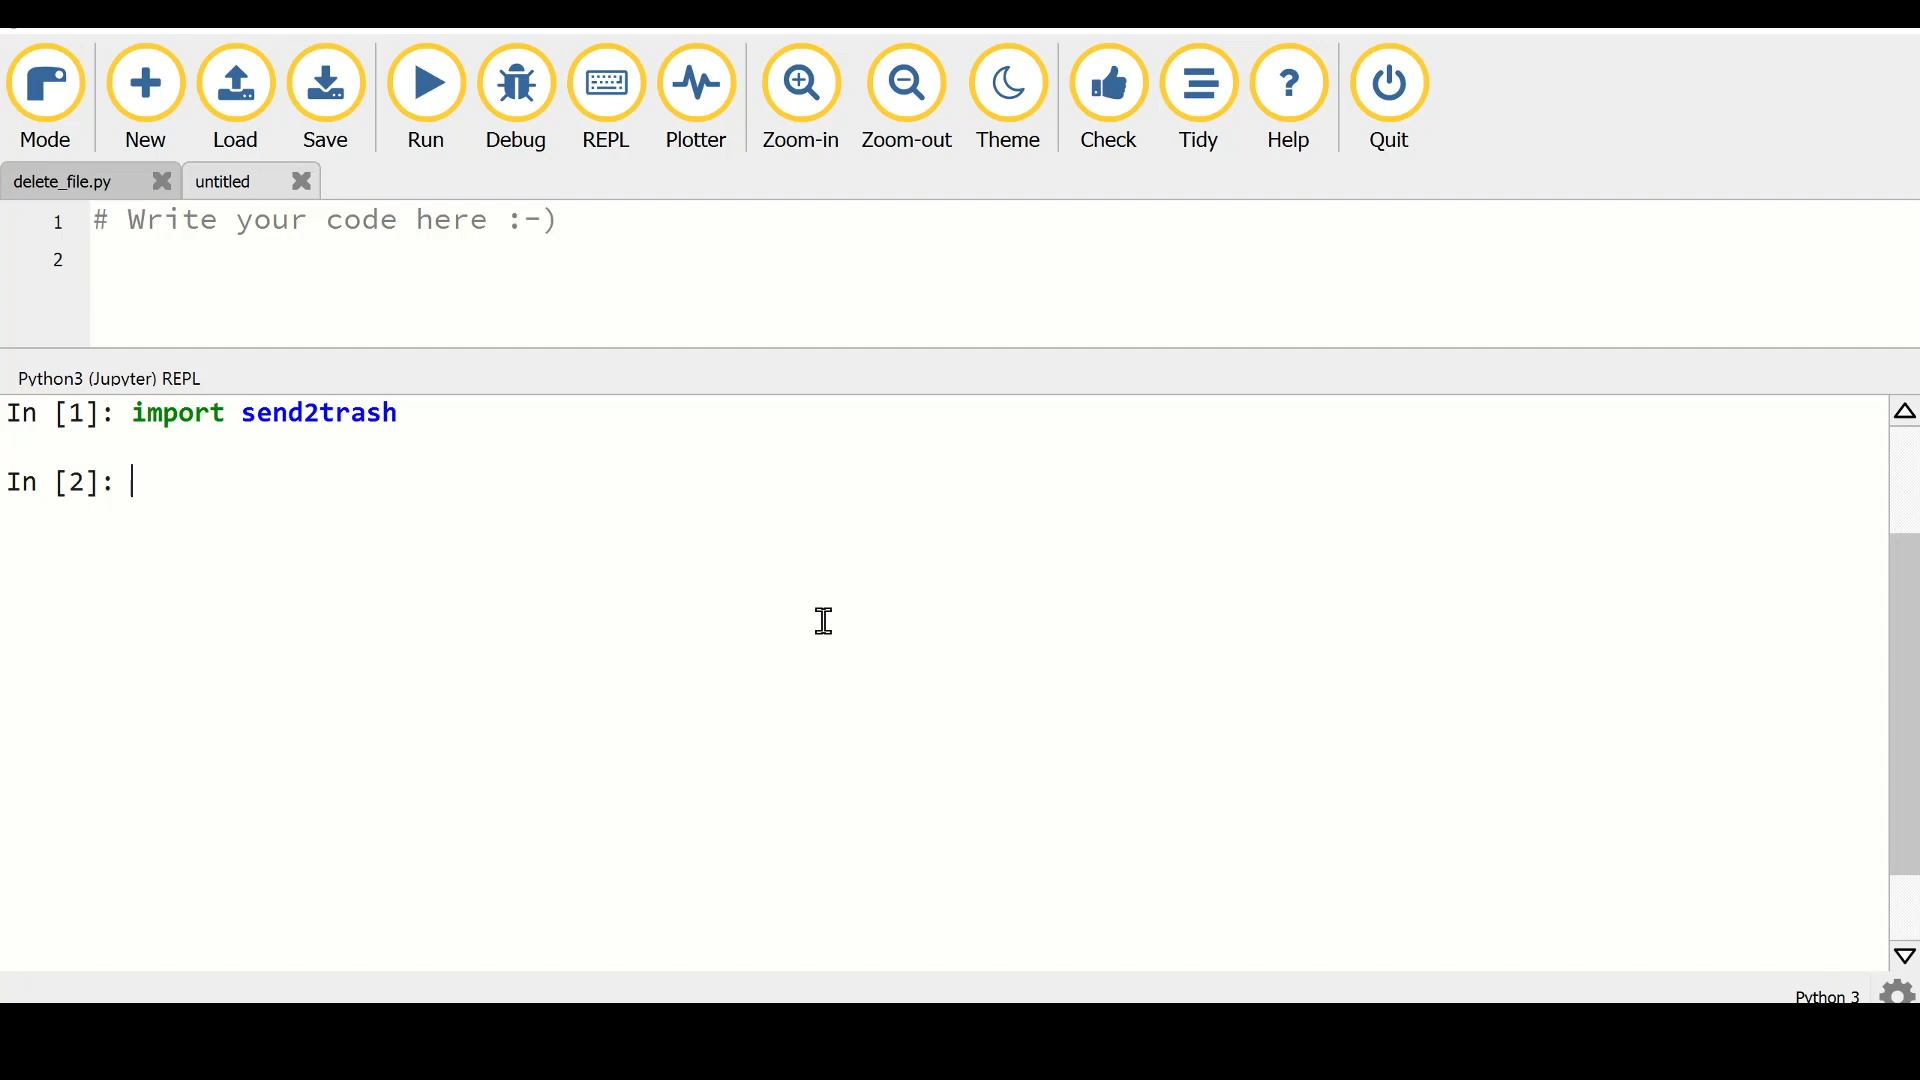 Mode New Load Save Run Debug REPL Plotter Zoom-in Zoom-out Theme Check Tidy Help Quit
delete_file.py untitled
1 # Write your code here :-)
2
Python3 (Jupyter) REPL
In [1]: import send2trash
In [2]:
Python 3